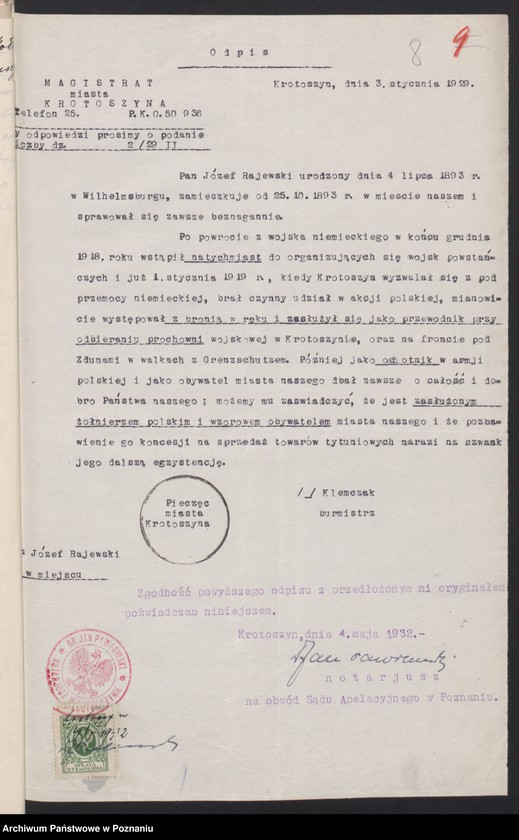 8 9
Odpis
MAGISTRAT
miasta
KROTOSZYNA
Telefon 25. P.K.O. 50 936
W odpowiedzi prosimy o podanie
liczby dz. 2/29 II
Krotoszyn, dnia 3. stycznia 1929.
Pan Józef Rajewski urodzony dnia 4 lipca 1893 r.
w Wilhelmsburgu, zamieszkuje od 25.10.1893 r. w mieście naszem i
sprawował się zawsze beznagannie.
Po powrocie z wojska niemieckiego w końcu grudnia
1918, roku wstąpił natychmiast do organizujących się wojsk powstań-
czych i już 1. stycznia 1919 r., kiedy Krotoszyn wyzwalał się z pod
przemocy niemieckiej, brał czynny udział w akcji polskiej, mianowi-
cie występował z bronią w ręku i zasłużył się jako przewodnik przy
odbieraniu prochowni wojskowej w Krotoszynie, oraz na froncie pod
Zdunami w walkach z Grenzschutzem. Później jako ochotnik w armji
polskiej i jako obywatel miasta naszego dbał zawsze o całość i do-
bro Państwa naszego; możemy mu zaświadczyć, że jest zasłużonym
żołnierzem polskim i wzorowem obywatelem miasta naszego i że pozba-
wienie go koncesji na sprzedaż towarów tytuniowych narazi na szwank
jego dalszą egzystencję.
Pieczęc
miasta
Krotoszyna
/_/ Klemczak
burmistrz
Józef Rajewski
w miejscu
Zgodność powyższego odpisu z przedłożonym mi oryginałem
poświadczam niniejszem.
Krotoszyn, dnia 4. maja 1932.-
notarjusz
na obwód Sądu Apelacyjnego w Poznaniu.
Archiwum Państwowe w Poznaniu